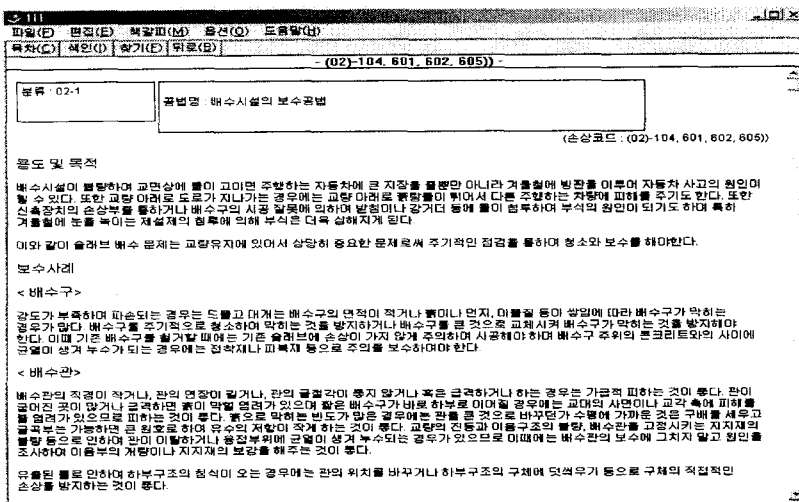 111
파일(F) 편집(E) 책갈피(M) 옵션(O) 도움말(H)
목차(C) 색인(I) 찾기(F) 뒤로(B)
- (02)-104, 601, 602, 605)) -
분류 : 02-1
공법명 : 배수시설의 보수공법
(손상코드 : (02)-104, 601, 602, 605))
용도 및 목적
배수시설이 불량하여 교면상에 물이 고이면 주행하는 자동차에 큰 지장을 줄뿐만 아니라 겨울철에 빙판을 이루어 자동차 사고의 원인이
될 수 있다. 또한 교량 아래로 도로가 지나가는 경우에는 교량 아래로 흙탕물이 튀어서 다른 주행하는 차량에 피해를 주기도 한다. 또한
신축장치의 손상부를 통하거나 배수구의 시공 잘못에 의하여 받침이나 강거더 등에 물이 침투하여 부식의 원인이 되기도 하며 특히
겨울철에 눈을 녹이는 제설재의 침투에 의해 부식은 더욱 심해지게 된다
이와 같이 슬래브 배수 문제는 교량유지에 있어서 상당히 중요한 문제로써 주기적인 점검을 통하여 청소와 보수를 해야한다.
보수사례
< 배수구>
강도가 부족하여 파손되는 경우는 드물고 대개는 배수구의 면적이 적거나 흙이나 먼지, 이물질 등이 쌓임에 따라 배수구가 막히는
경우가 많다. 배수구를 주기적으로 청소하여 막히는 것을 방지하거나 배수구를 큰 것으로 교체시켜 배수구가 막히는 것을 방지해야
한다. 이때 기존 배수구를 철거할 때에는 기존 슬래브에 손상이 가지 않게 주의하여 시공해야 하며 배수구 주위의 콘크리트와의 사이에
균열이 생겨 누수가 되는 경우에는 접착재나 피복재 등으로 주의를 보수하여야 한다.
< 배수관>
배수관의 직경이 작거나, 관의 연장이 길거나, 관의 굴절각이 좋지 않거나 혹은 급격하거나 하는 경우는 가급적 피하는 것이 좋다. 관이
굽어진 곳이 많거나 급격하면 흙이 막힐 염려가 있으며 짧은 배수구가 바로 하부로 이어질 경우에는 교대의 사면이나 교각 측에 피해를
줄 염려가 있으므로 피하는 것이 좋다. 흙으로 막히는 빈도가 많은 경우에는 관을 큰 것으로 바꾸던가 수평에 가까운 것은 구배를 세우고
굴곡부는 가능하면 큰 원호로 하여 유수의 저항이 작게 하는 것이 좋다. 교량의 진동과 이음구조의 불량, 배수관을 고정시키는 지지재의
불량 등으로 인하여 관이 이탈하거나 용접부위에 균열이 생겨 누수되는 경우가 있으므로 이때에는 배수관의 보수에 그치지 말고 원인을
조사하여 이음부의 개량이나 지지재의 보강을 해주는 것이 좋다.
유출된 물로 인하여 하부구조의 침식이 오는 경우에는 관의 위치를 바꾸거나 하부구조의 구체에 덧씌우기 등으로 구체의 직접적인
손상을 방지하는 것이 좋다.